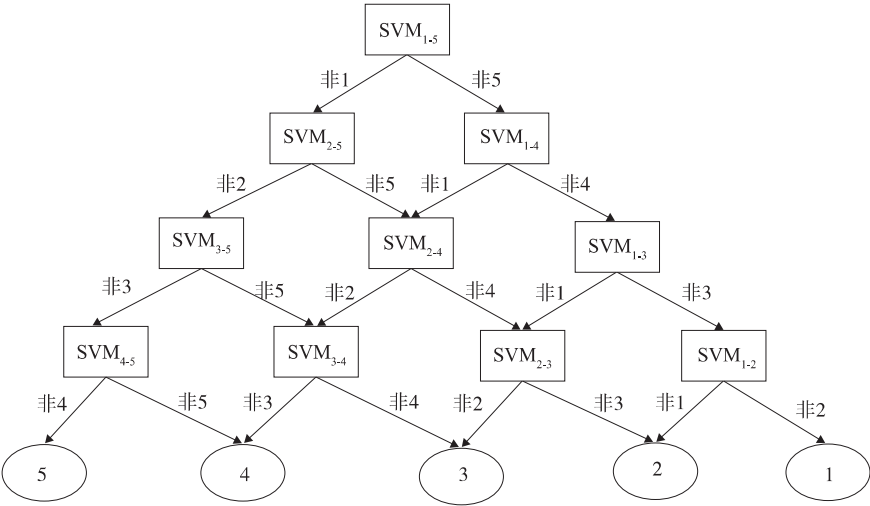 SVM₁₋₅
非1 非5
SVM₂₋₅ SVM₁₋₄
非2 非5 非1 非4
SVM₃₋₅ SVM₂₋₄ SVM₁₋₃
非3 非5 非2 非4 非1 非3
SVM₄₋₅ SVM₃₋₄ SVM₂₋₃ SVM₁₋₂
非4 非5 非3 非4 非2 非3 非1 非2
5 4 3 2 1